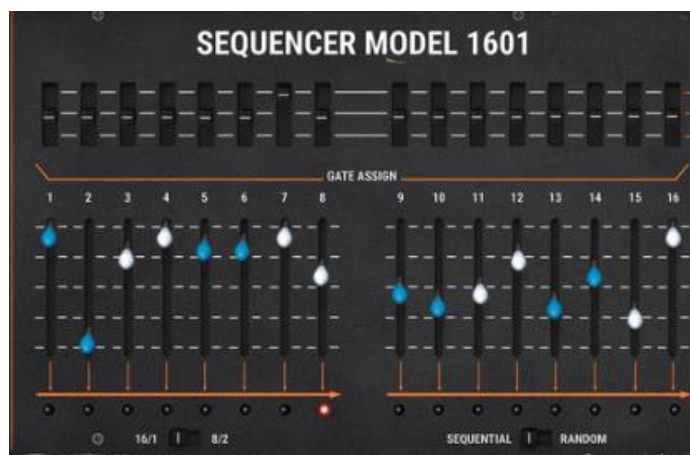 SEQUENCER MODEL 1601
GATE ASSIGN
1 2 3 4 5 6 7 8 9 10 11 12 13 14 15 16
16/1 8/2 SEQUENTIAL RANDOM